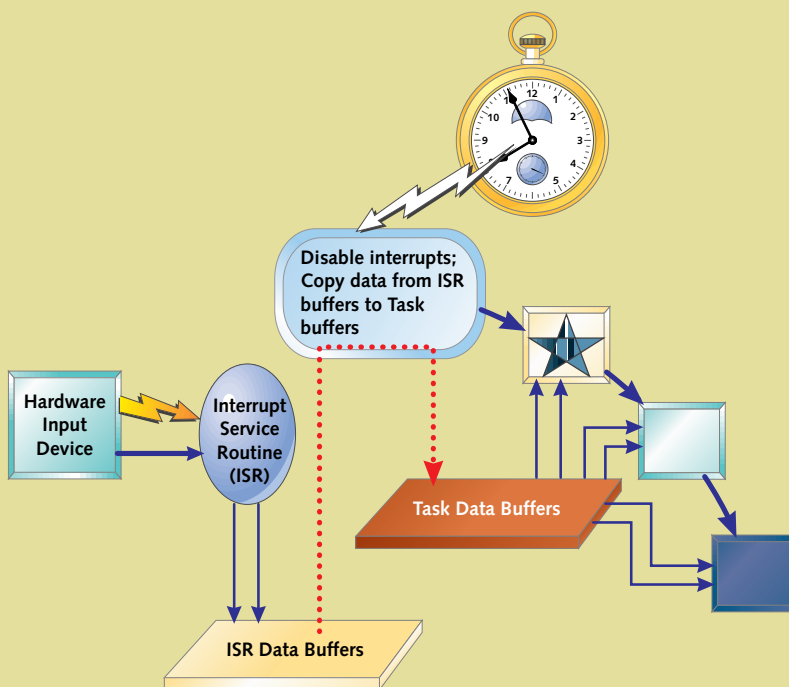 12
1
10
2
9
3
4
7
5
Disable interrupts;
Copy data from ISR
buffers to Task
buffers
Hardware
Input
Device
Interrupt
Service
Routine
(ISR)
Task Data Buffers
ISR Data Buffers